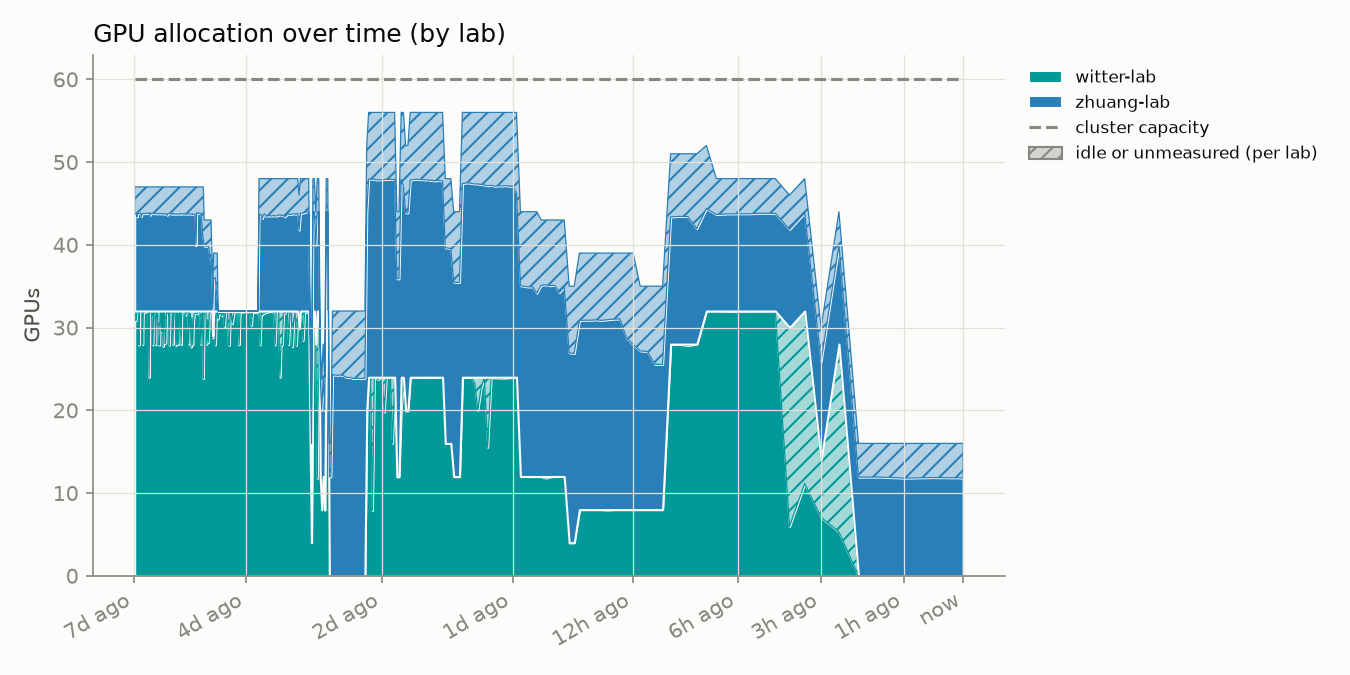 GPU allocation over time (by lab)
GPUs
60
50
40
30
20
10
0
7d ago
4d ago
2d ago
1d ago
12h ago
6h ago
3h ago
1h ago
now
witter-lab
zhuang-lab
cluster capacity
idle or unmeasured (per lab)